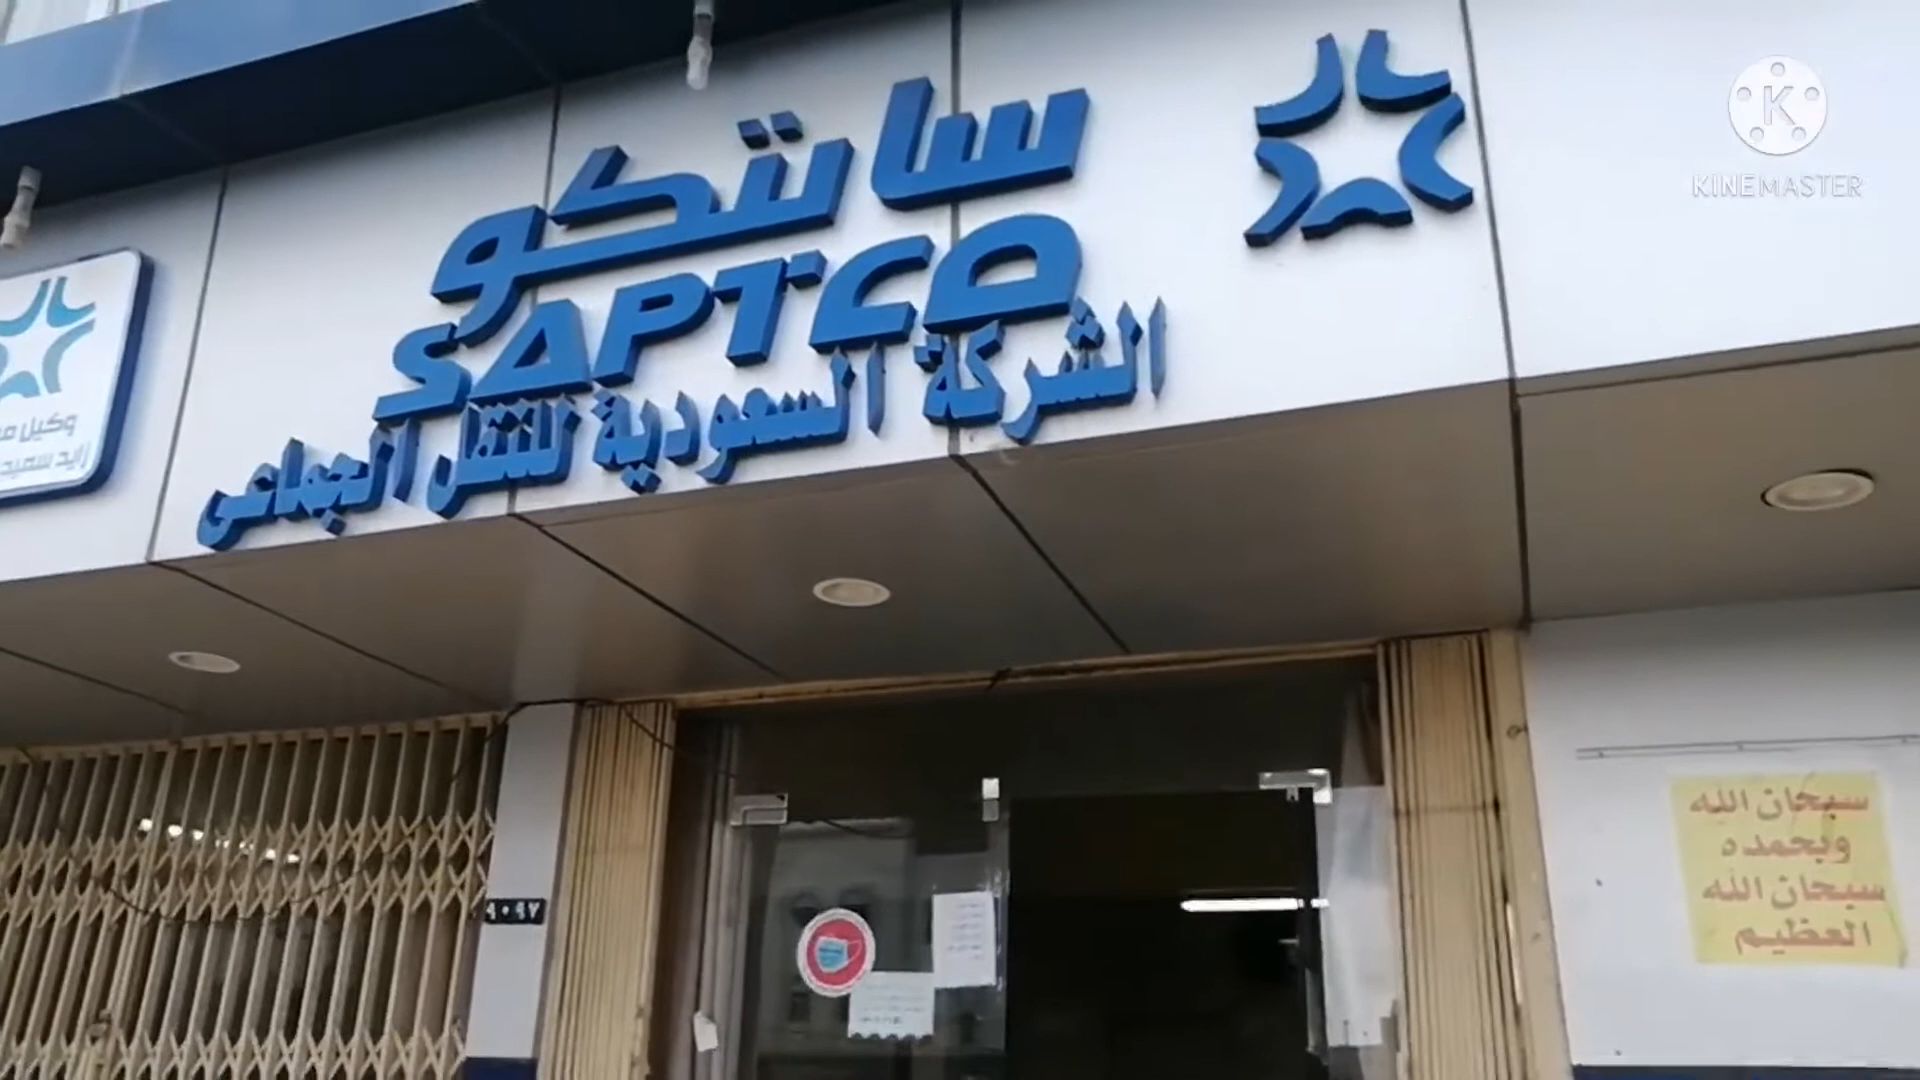 سابتكو
SAPTCO
الشركة السعودية للنقل الجماعي
KINEMASTER
وكيل
سبحان الله
وبحمده
سبحان الله
العظيم